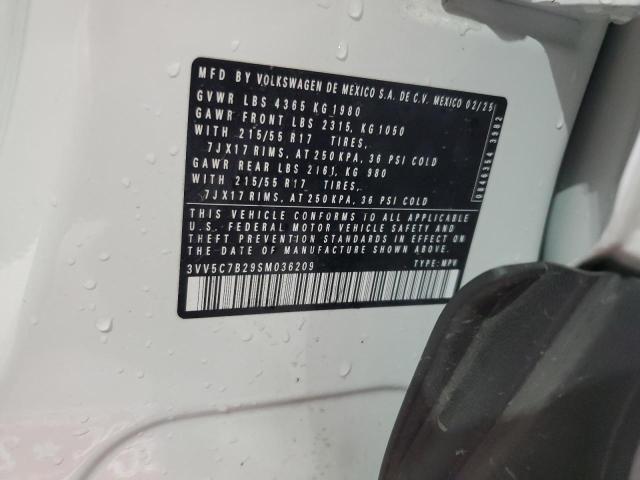 MFD BY VOLKSWAGEN DE MEXICO S.A. DE C.V. MEXICO 02/25
GVWR LBS 4365 KG 1980
GAWR FRONT LBS 2315, KG 1050
WITH 215/55 R17 TIRES,
7JX17 RIMS, AT 250 KPA, 36 PSI COLD
GAWR REAR LBS 2161, KG 980
WITH 215/55 R17 TIRES,
7JX17 RIMS, AT 250 KPA, 36 PSI COLD
THIS VEHICLE CONFORMS TO ALL APPLICABLE
U.S. FEDERAL MOTOR VEHICLE SAFETY AND
THEFT PREVENTION STANDARDS IN EFFECT ON
THE DATE OF MANUFACTURE SHOWN ABOVE.
3VV5C7B29SM036209 TYPE: MPV